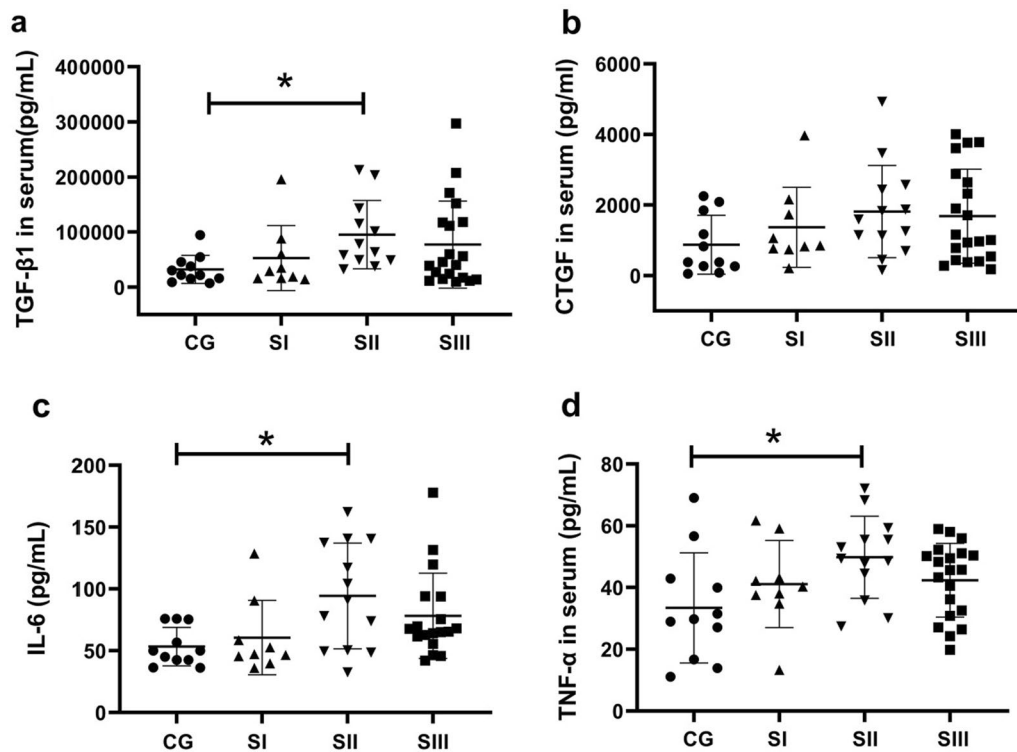 a
TGF-β1 in serum(pg/mL)
400000
300000
200000
100000
0
*
CG SI SII SIII
b
CTGF in serum (pg/ml)
6000
4000
2000
0
CG SI SII SIII
c
IL-6 (pg/mL)
200
150
100
50
0
*
CG SI SII SIII
d
TNF-α in serum (pg/mL)
80
60
40
20
0
*
CG SI SII SIII